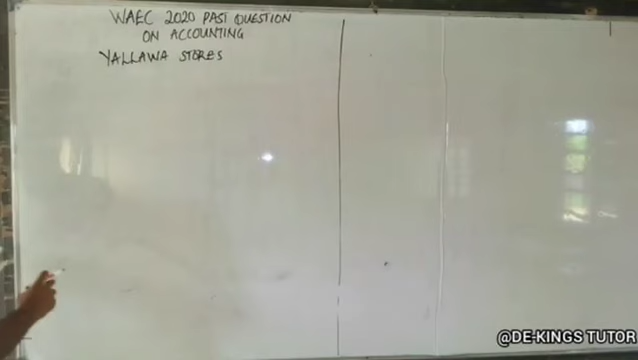 WAEC 2020 PAST QUESTION
ON ACCOUNTING
YALLAWA STORES
@DE-KINGS TUTOR